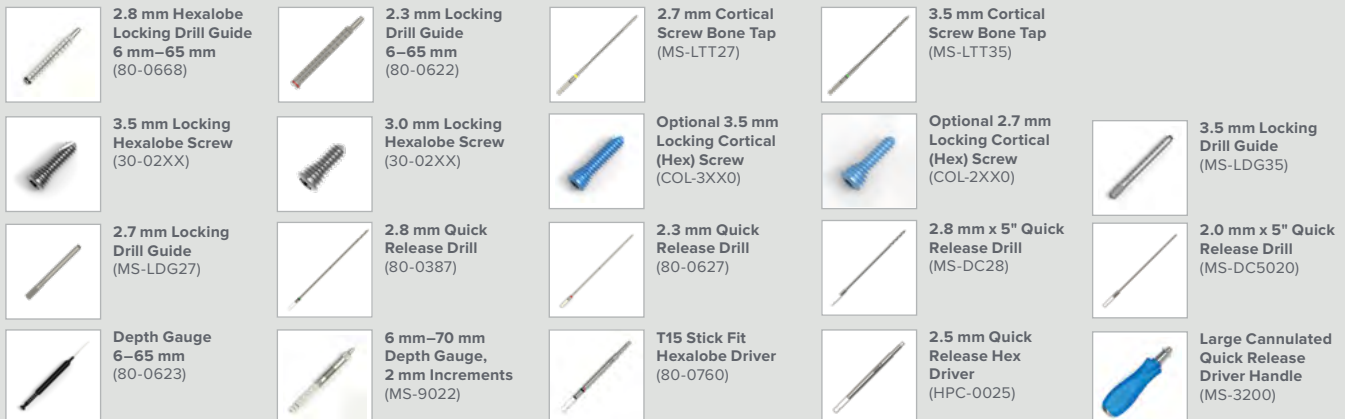 2.8 mm Hexalobe
Locking Drill Guide
6 mm–65 mm
(80-0668)
2.3 mm Locking
Drill Guide
6–65 mm
(80-0622)
2.7 mm Cortical
Screw Bone Tap
(MS-LTT27)
3.5 mm Cortical
Screw Bone Tap
(MS-LTT35)
3.5 mm Locking
Hexalobe Screw
(30-02XX)
3.0 mm Locking
Hexalobe Screw
(30-02XX)
Optional 3.5 mm
Locking Cortical
(Hex) Screw
(COL-3XX0)
Optional 2.7 mm
Locking Cortical
(Hex) Screw
(COL-2XX0)
3.5 mm Locking
Drill Guide
(MS-LDG35)
2.7 mm Locking
Drill Guide
(MS-LDG27)
2.8 mm Quick
Release Drill
(80-0387)
2.3 mm Quick
Release Drill
(80-0627)
2.8 mm x 5" Quick
Release Drill
(MS-DC28)
2.0 mm x 5" Quick
Release Drill
(MS-DC5020)
Depth Gauge
6–65 mm
(80-0623)
6 mm–70 mm
Depth Gauge,
2 mm Increments
(MS-9022)
T15 Stick Fit
Hexalobe Driver
(80-0760)
2.5 mm Quick
Release Hex
Driver
(HPC-0025)
Large Cannulated
Quick Release
Driver Handle
(MS-3200)